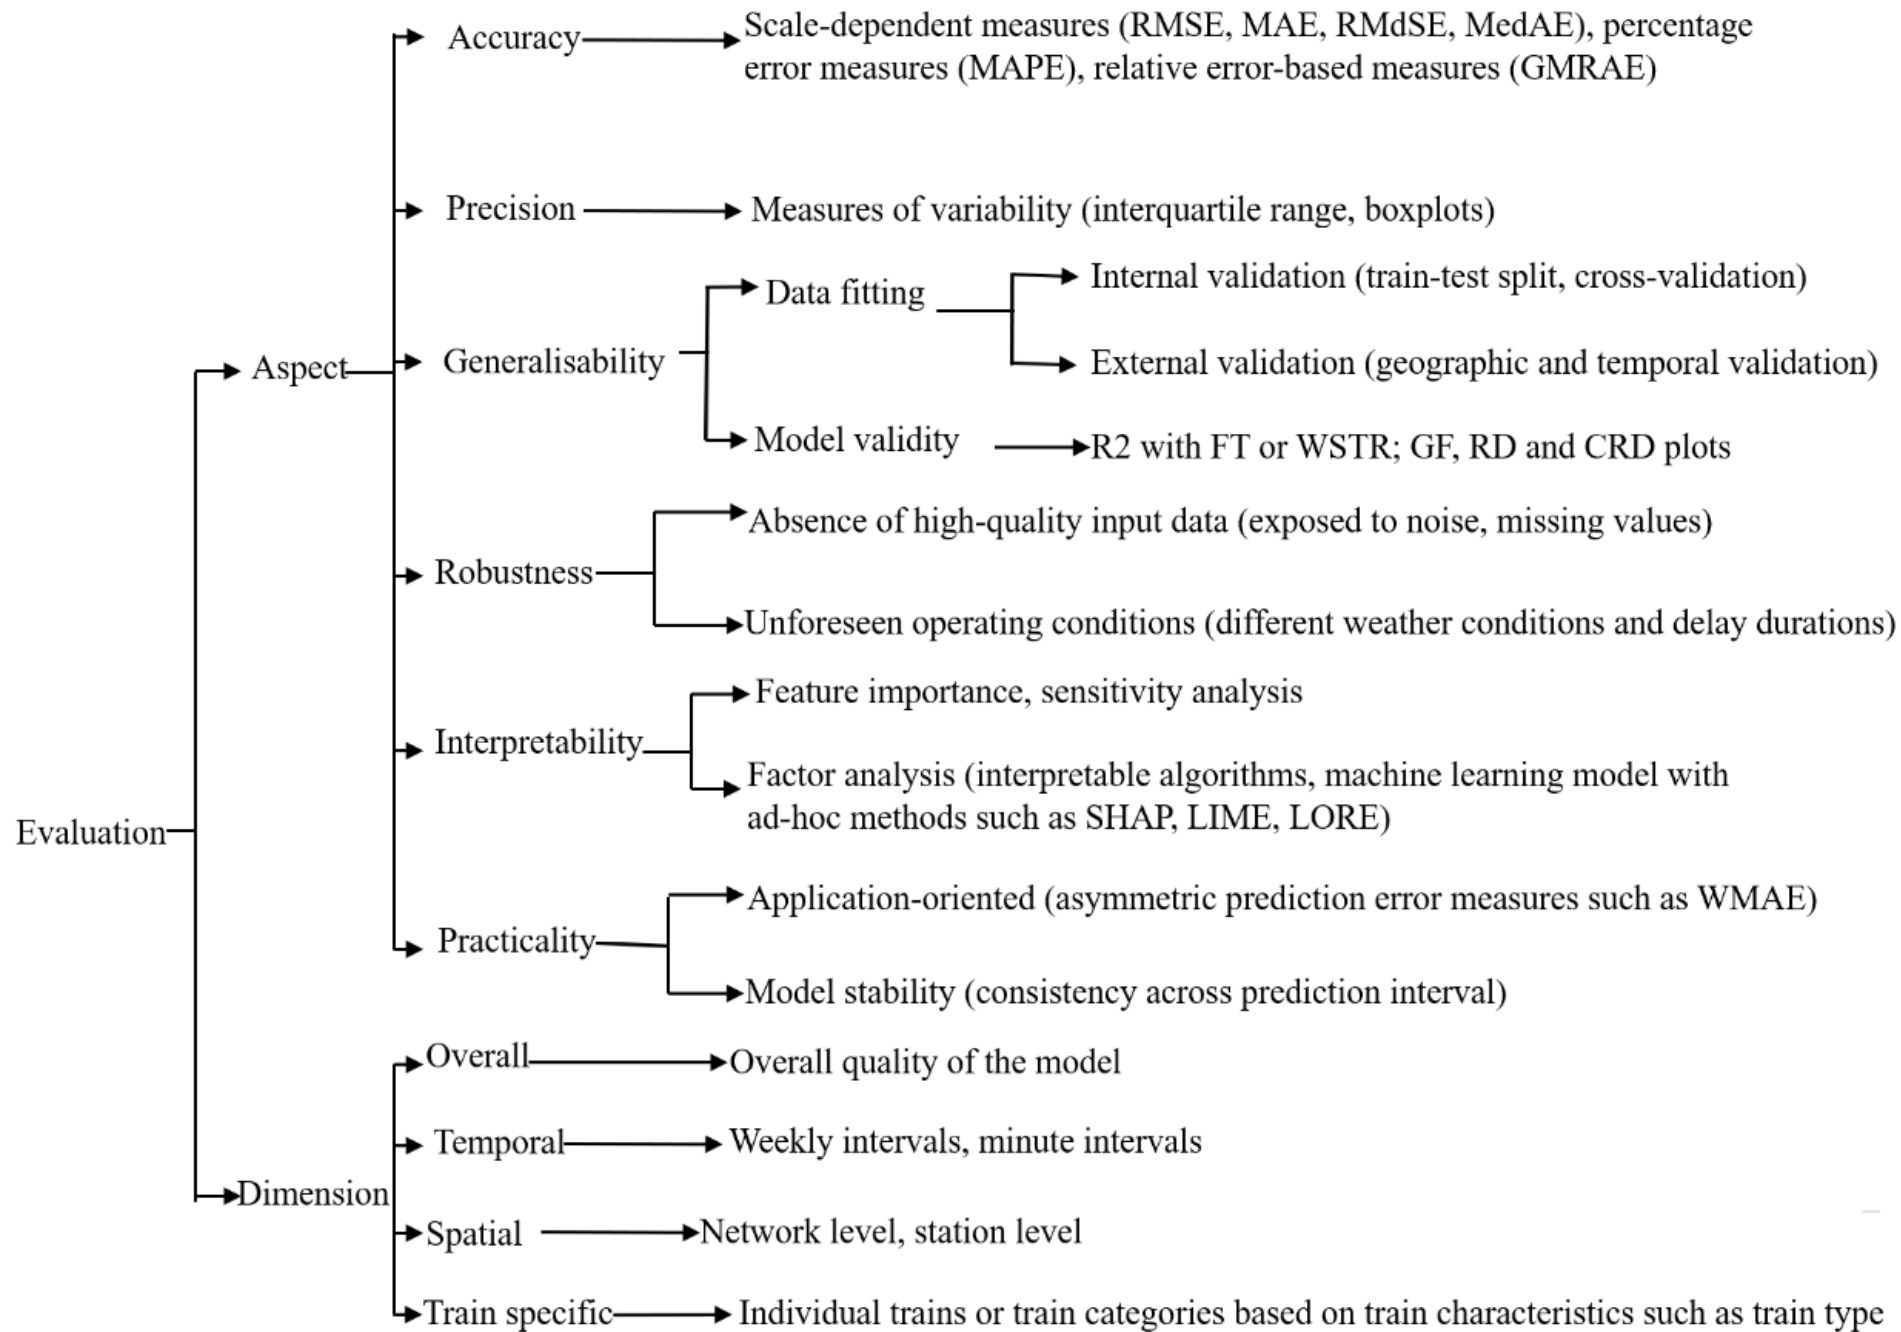 Accuracy
Scale-dependent measures (RMSE, MAE, RMdSE, MedAE), percentage
error measures (MAPE), relative error-based measures (GMRAE)
Precision
Measures of variability (interquartile range, boxplots)
Data fitting
Internal validation (train-test split, cross-validation)
Aspect
Generalisability
External validation (geographic and temporal validation)
Model validity
R2 with FT or WSTR; GF, RD and CRD plots
Absence of high-quality input data (exposed to noise, missing values)
Robustness
Unforeseen operating conditions (different weather conditions and delay durations)
Feature importance, sensitivity analysis
Interpretability
Factor analysis (interpretable algorithms, machine learning model with
ad-hoc methods such as SHAP, LIME, LORE)
Evaluation
Application-oriented (asymmetric prediction error measures such as WMAE)
Practicality
Model stability (consistency across prediction interval)
Overall
Overall quality of the model
Temporal
Weekly intervals, minute intervals
Dimension
Spatial
Network level, station level
Train specific
Individual trains or train categories based on train characteristics such as train type